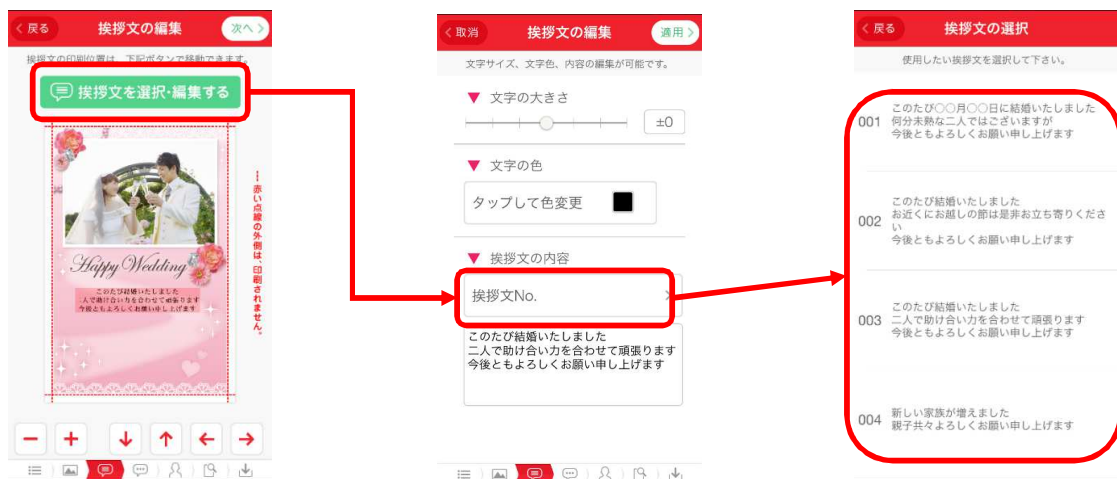 戻る
挨拶文の編集
次へ
挨拶文の印刷位置は、下記ボタンで移動できます。
挨拶文を選択・編集する
Happy Wedding
このたび結婚いたしました
二人で助け合い力を合わせて頑張ります
今後ともよろしくお願い申し上げます
赤い点線の外側は、印刷されません。
取消
挨拶文の編集
適用
文字サイズ、文字色、内容の編集が可能です。
▼ 文字の大きさ
±0
▼ 文字の色
タップして色変更
▼ 挨拶文の内容
挨拶文No.
このたび結婚いたしました
二人で助け合い力を合わせて頑張ります
今後ともよろしくお願い申し上げます
戻る
挨拶文の選択
使用したい挨拶文を選択して下さい。
001
このたび○○月○○日に結婚いたしました
何分未熟な二人ではございますが
今後ともよろしくお願い申し上げます
002
このたび結婚いたしました
お近くにお越しの節は是非お立ち寄りくださ
い
今後ともよろしくお願い申し上げます
003
このたび結婚いたしました
二人で助け合い力を合わせて頑張ります
今後ともよろしくお願い申し上げます
004
新しい家族が増えました
親子共々よろしくお願い申し上げます